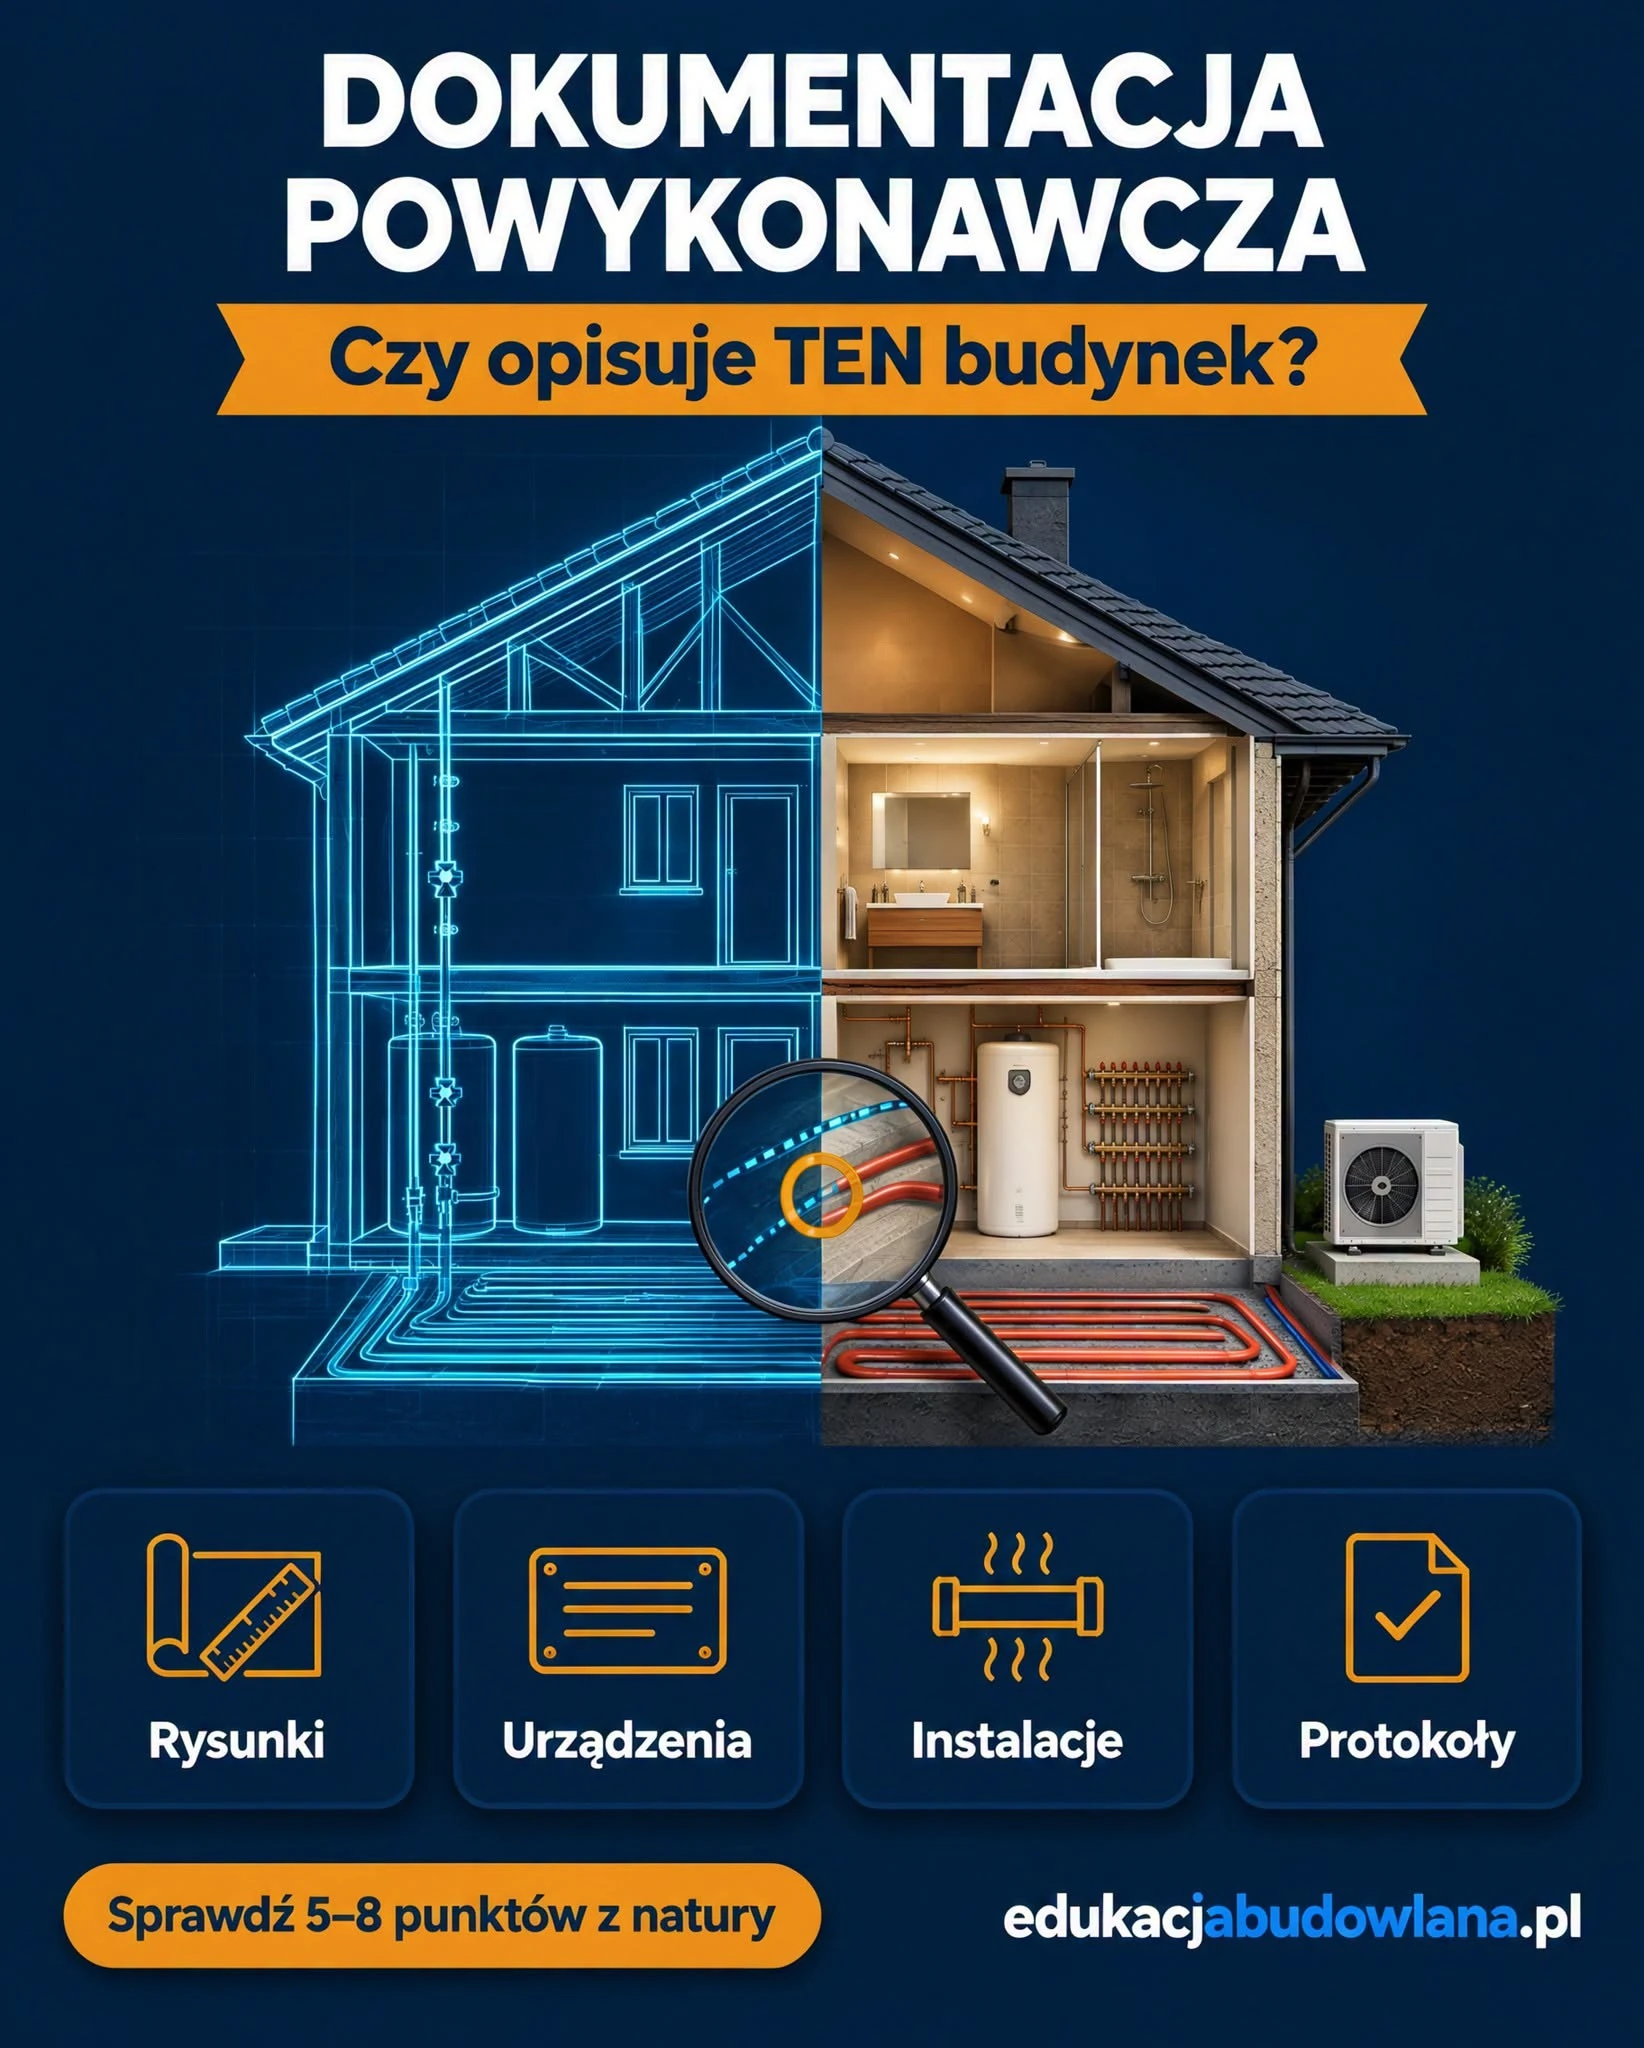 DOKUMENTACJA
POWYKONAWCZA
Czy opisuje TEN budynek?
Rysunki
Urządzenia
Instalacje
Protokoły
Sprawdź 5–8 punktów z natury
edukacjabudowlana.pl